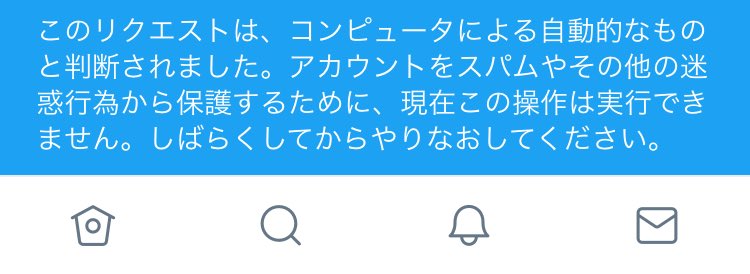 このリクエストは、コンピュータによる自動的なもの
と判断されました。アカウントをスパムやその他の迷
惑行為から保護するために、現在この操作は実行でき
ません。しばらくしてからやりなおしてください。